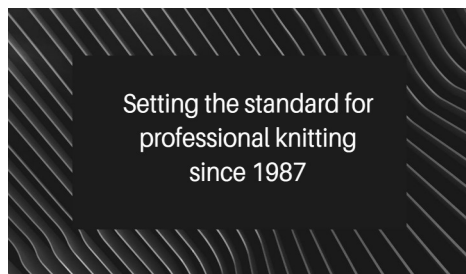 Setting the standard for
professional knitting
since 1987